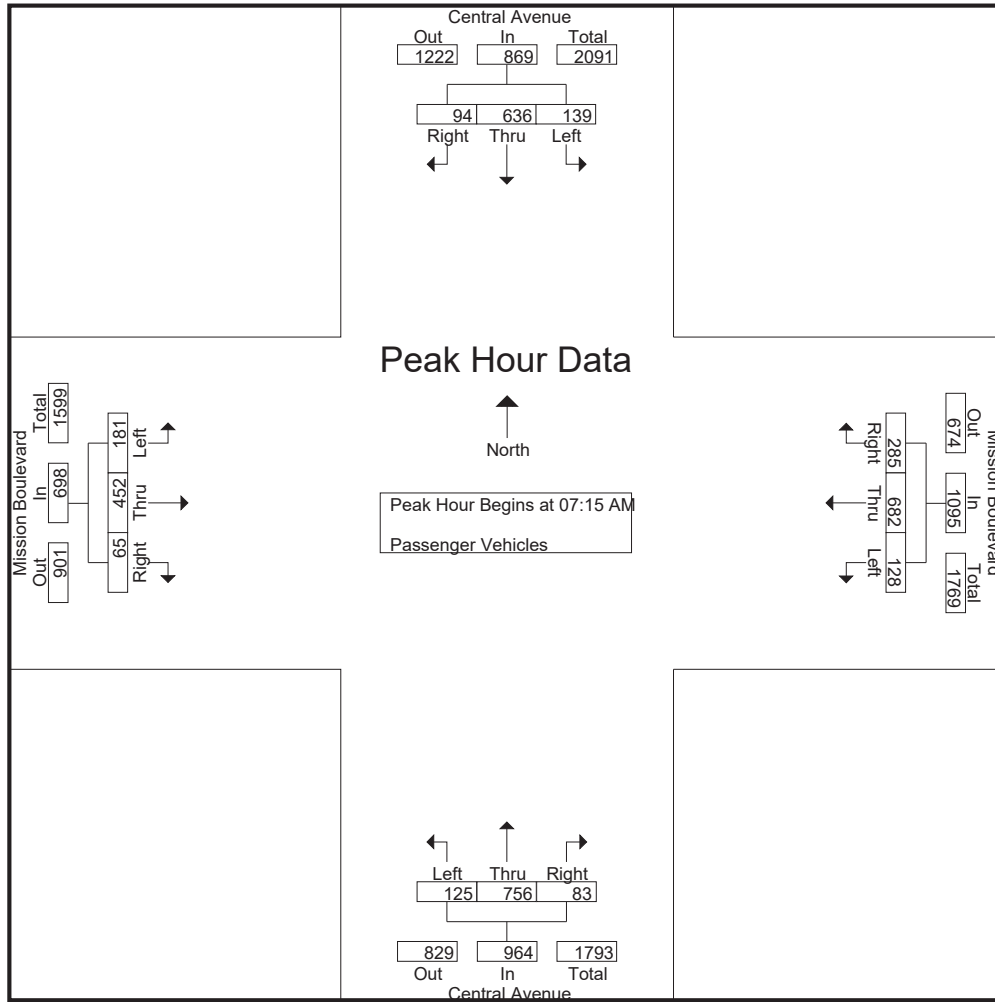 Central Avenue
Out In Total
1222 869 2091
94 636 139
Right Thru Left
Peak Hour Data
North
Peak Hour Begins at 07:15 AM
Passenger Vehicles
Mission Boulevard
Out In Total
901 698 1599
65 452 181
Right Thru Left
Mission Boulevard
Out In Total
674 1095 1769
285 682 128
Right Thru Left
Left Thru Right
125 756 83
829 964 1793
Out In Total
Central Avenue